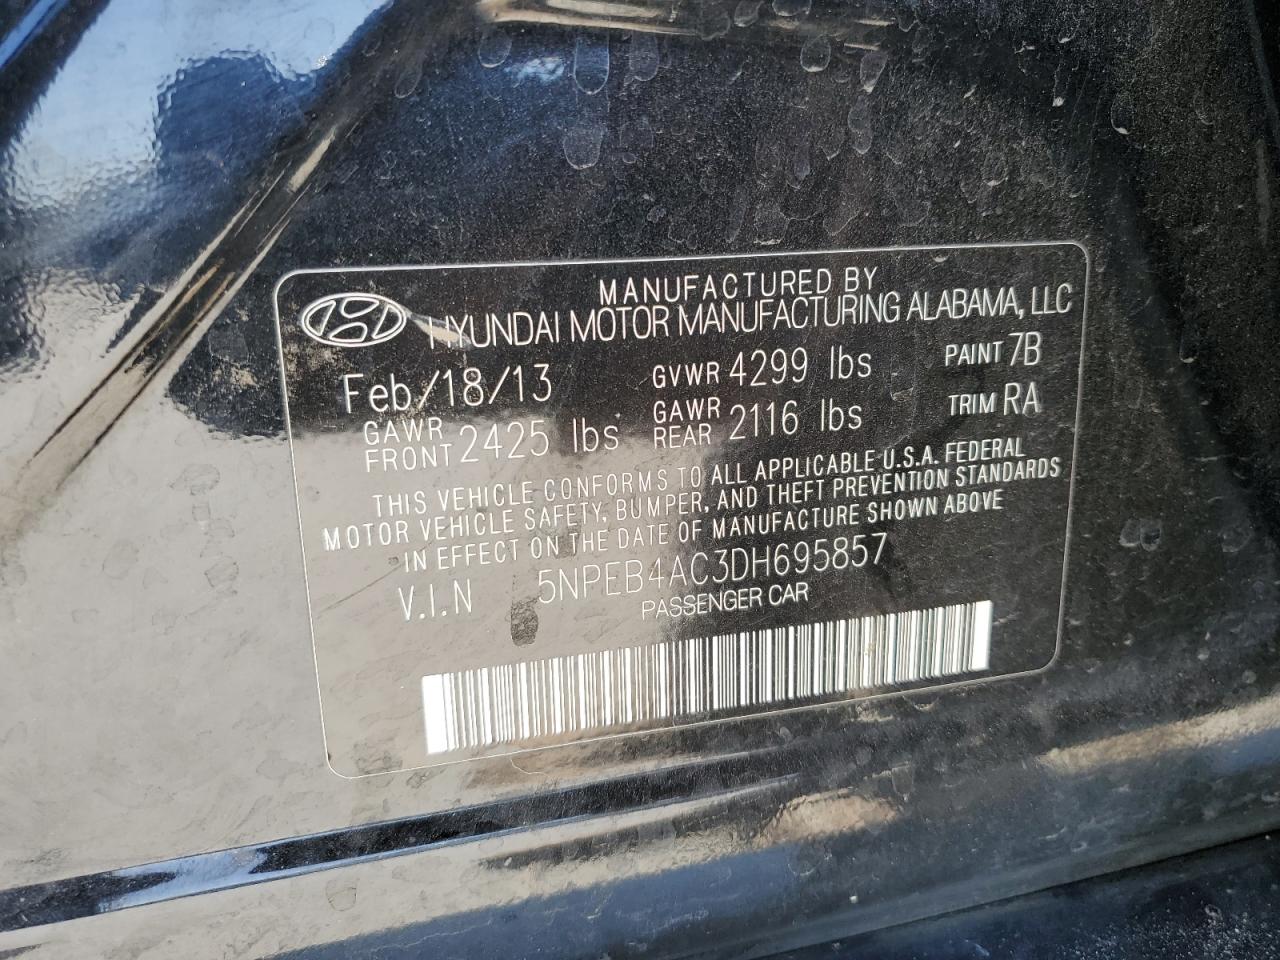 MANUFACTURED BY
HYUNDAI MOTOR MANUFACTURING ALABAMA, LLC
Feb/18/13 GVWR 4299 lbs PAINT 7B
GAWR FRONT 2425 lbs GAWR REAR 2116 lbs TRIM RA
THIS VEHICLE CONFORMS TO ALL APPLICABLE U.S.A. FEDERAL
MOTOR VEHICLE SAFETY, BUMPER, AND THEFT PREVENTION STANDARDS
IN EFFECT ON THE DATE OF MANUFACTURE SHOWN ABOVE
V.I.N 5NPEB4AC3DH695857
PASSENGER CAR